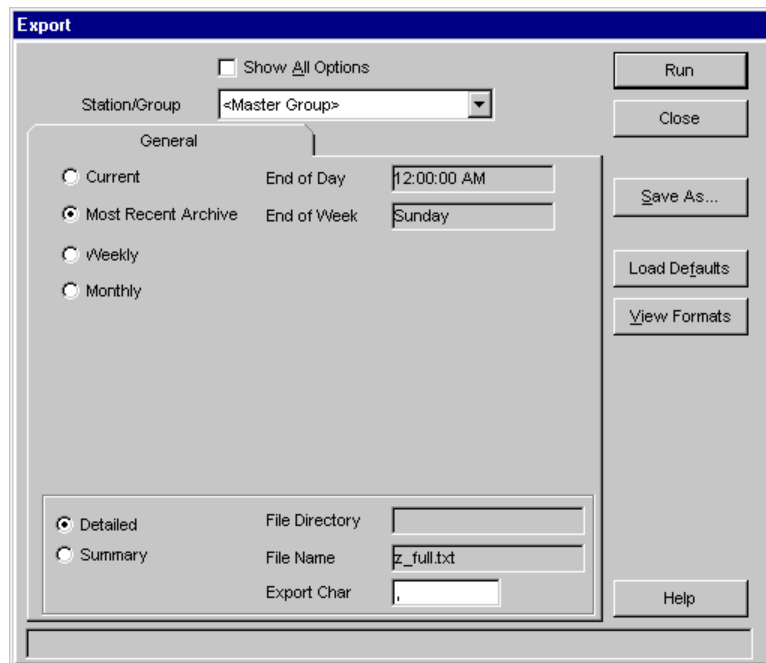 Export
Show All Options
Run
Station/Group <Master Group>
Close
General
Current End of Day 12:00:00 AM
Save As...
Most Recent Archive End of Week Sunday
Weekly
Load Defaults
Monthly
View Formats
Detailed File Directory
Summary File Name z_full.txt
Export Char ,
Help